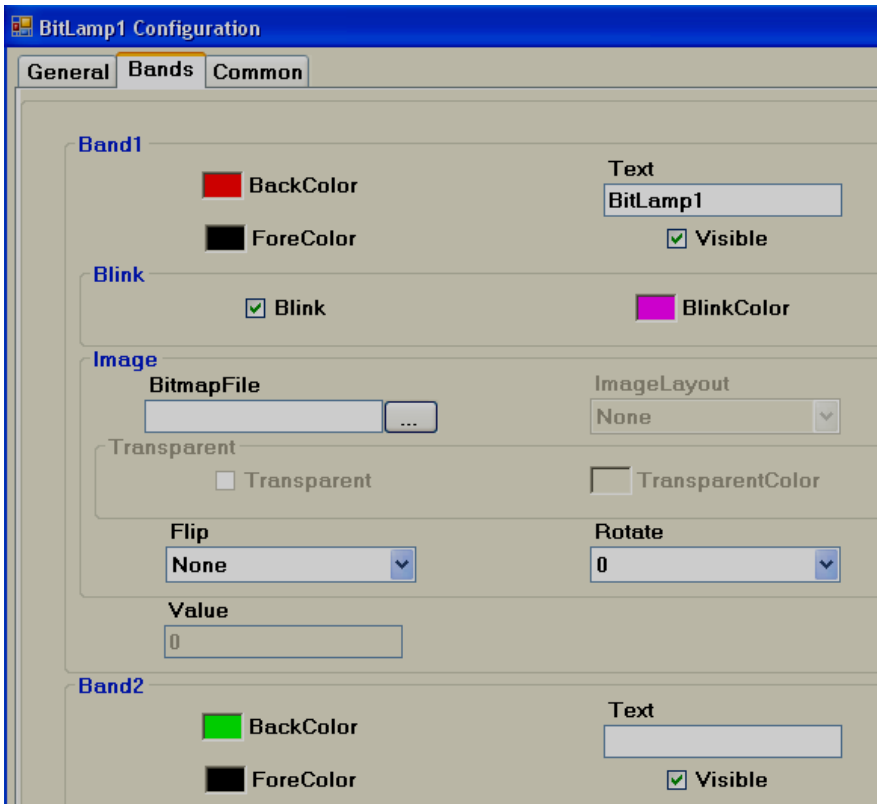 BitLamp1 Configuration
General Bands Common
Band1
BackColor
Text
BitLamp1
ForeColor
Visible
Blink
Blink
BlinkColor
Image
BitmapFile
...
ImageLayout
None
Transparent
Transparent
TransparentColor
Flip
None
Rotate
0
Value
0
Band2
BackColor
Text
ForeColor
Visible